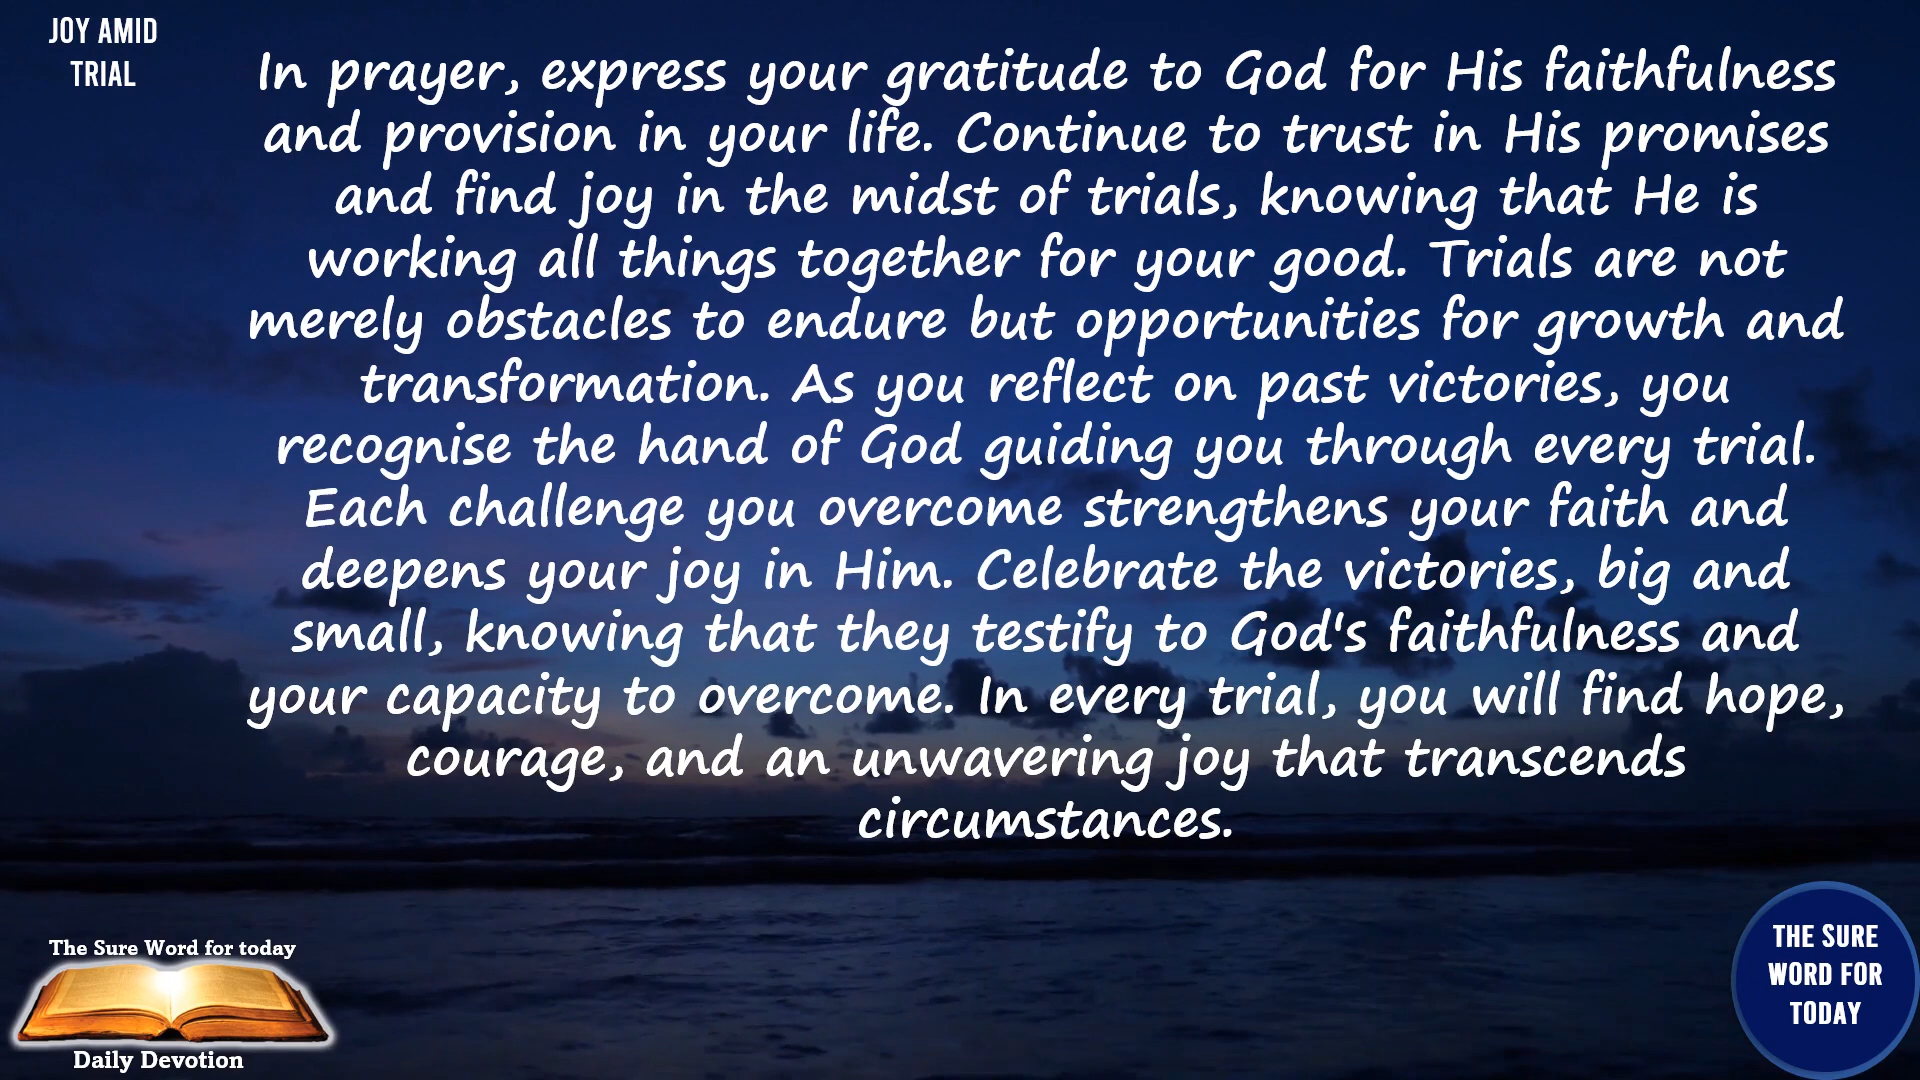 JOY AMID
TRIAL
In prayer, express your gratitude to God for His faithfulness
and provision in your life. Continue to trust in His promises
and find joy in the midst of trials, knowing that He is
working all things together for your good. Trials are not
merely obstacles to endure but opportunities for growth and
transformation. As you reflect on past victories, you
recognise the hand of God guiding you through every trial.
Each challenge you overcome strengthens your faith and
deepens your joy in Him. Celebrate the victories, big and
small, knowing that they testify to God's faithfulness and
your capacity to overcome. In every trial, you will find hope,
courage, and an unwavering joy that transcends
circumstances.
The Sure Word for today
Daily Devotion
THE SURE
WORD FOR
TODAY